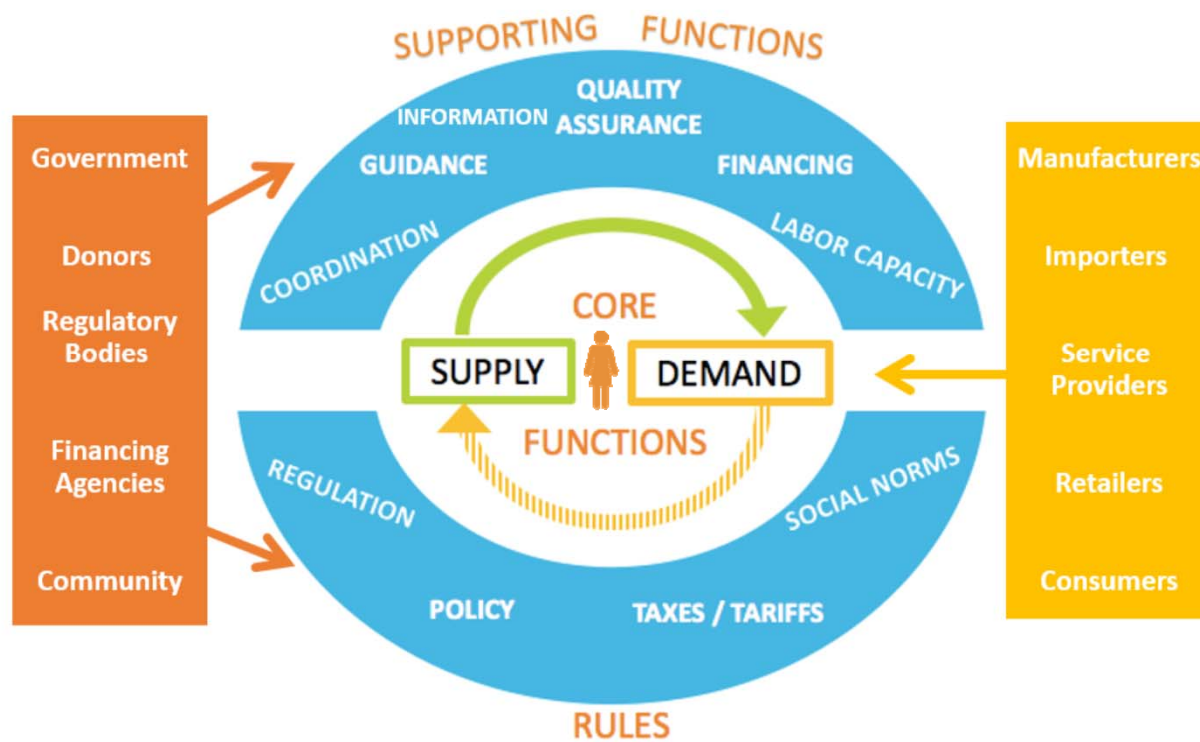 SUPPORTING FUNCTIONS
QUALITY
ASSURANCE
INFORMATION
GUIDANCE
FINANCING
COORDINATION
LABOR CAPACITY
Government
Donors
Regulatory
Bodies
Financing
Agencies
Community
CORE
SUPPLY
DEMAND
FUNCTIONS
Manufacturers
Importers
Service
Providers
Retailers
Consumers
REGULATION
SOCIAL NORMS
POLICY
TAXES / TARIFFS
RULES